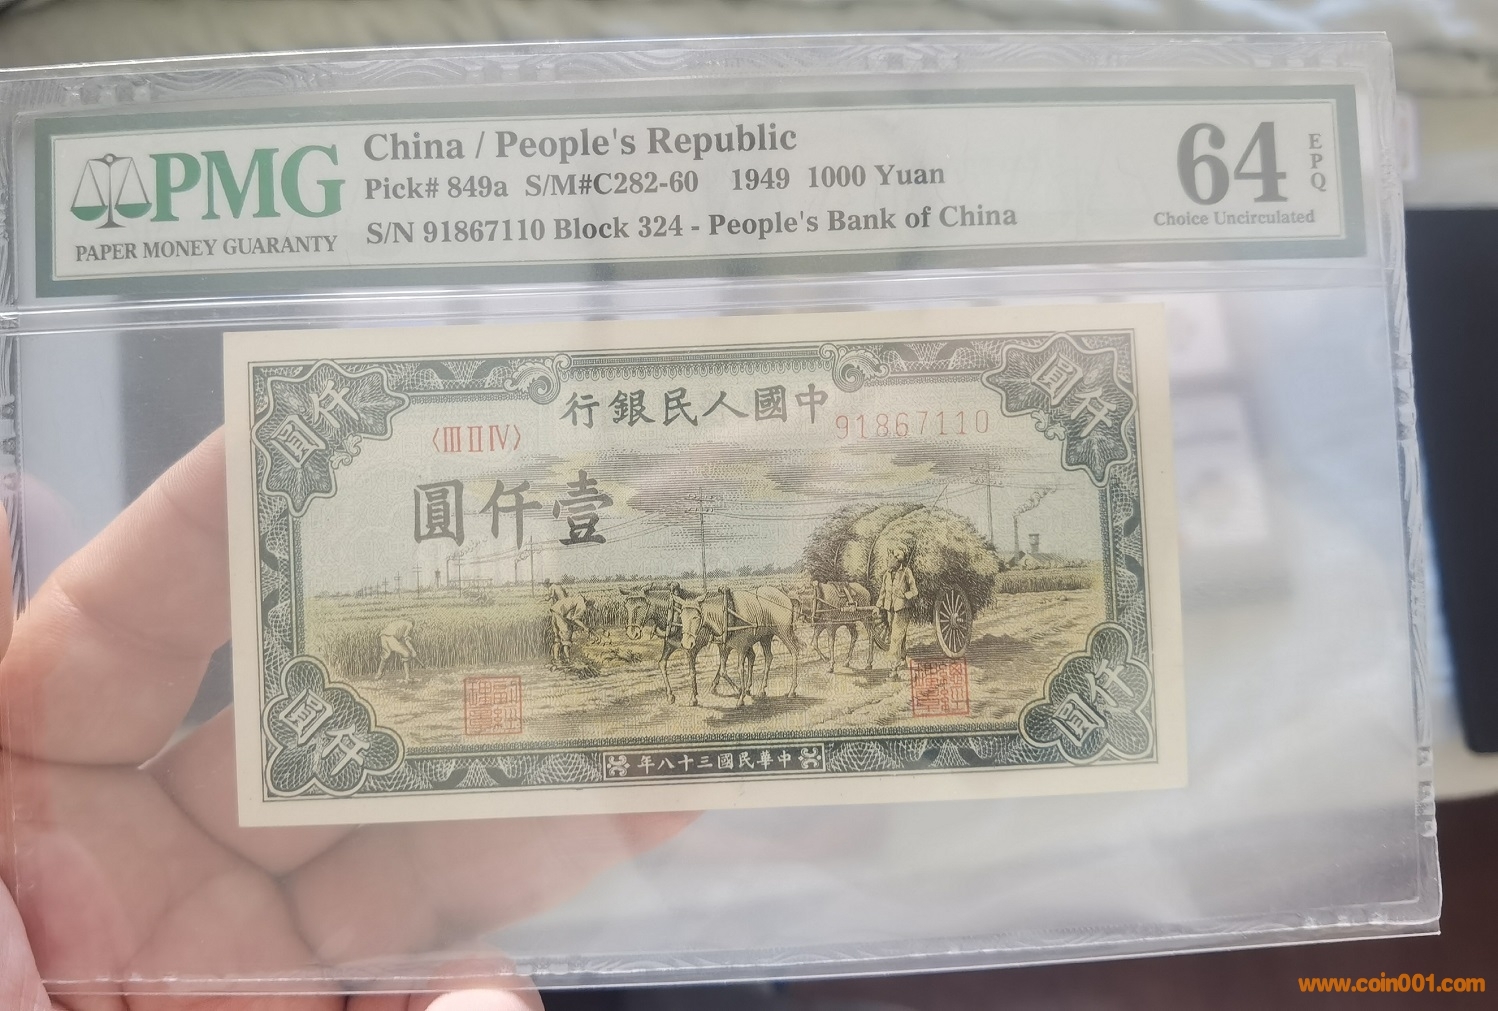 PMG
PAPER MONEY GUARANTY
China / People's Republic
Pick# 849a S/M#C282-60 1949 1000 Yuan
S/N 91867110 Block 324 - People's Bank of China
64 EPQ
Choice Uncirculated
行銀民人國中
〈III II IV〉
91867110
圓仟壹
圓仟
圓仟
圓仟
圓仟
年八十三國民華中
www.coin001.com